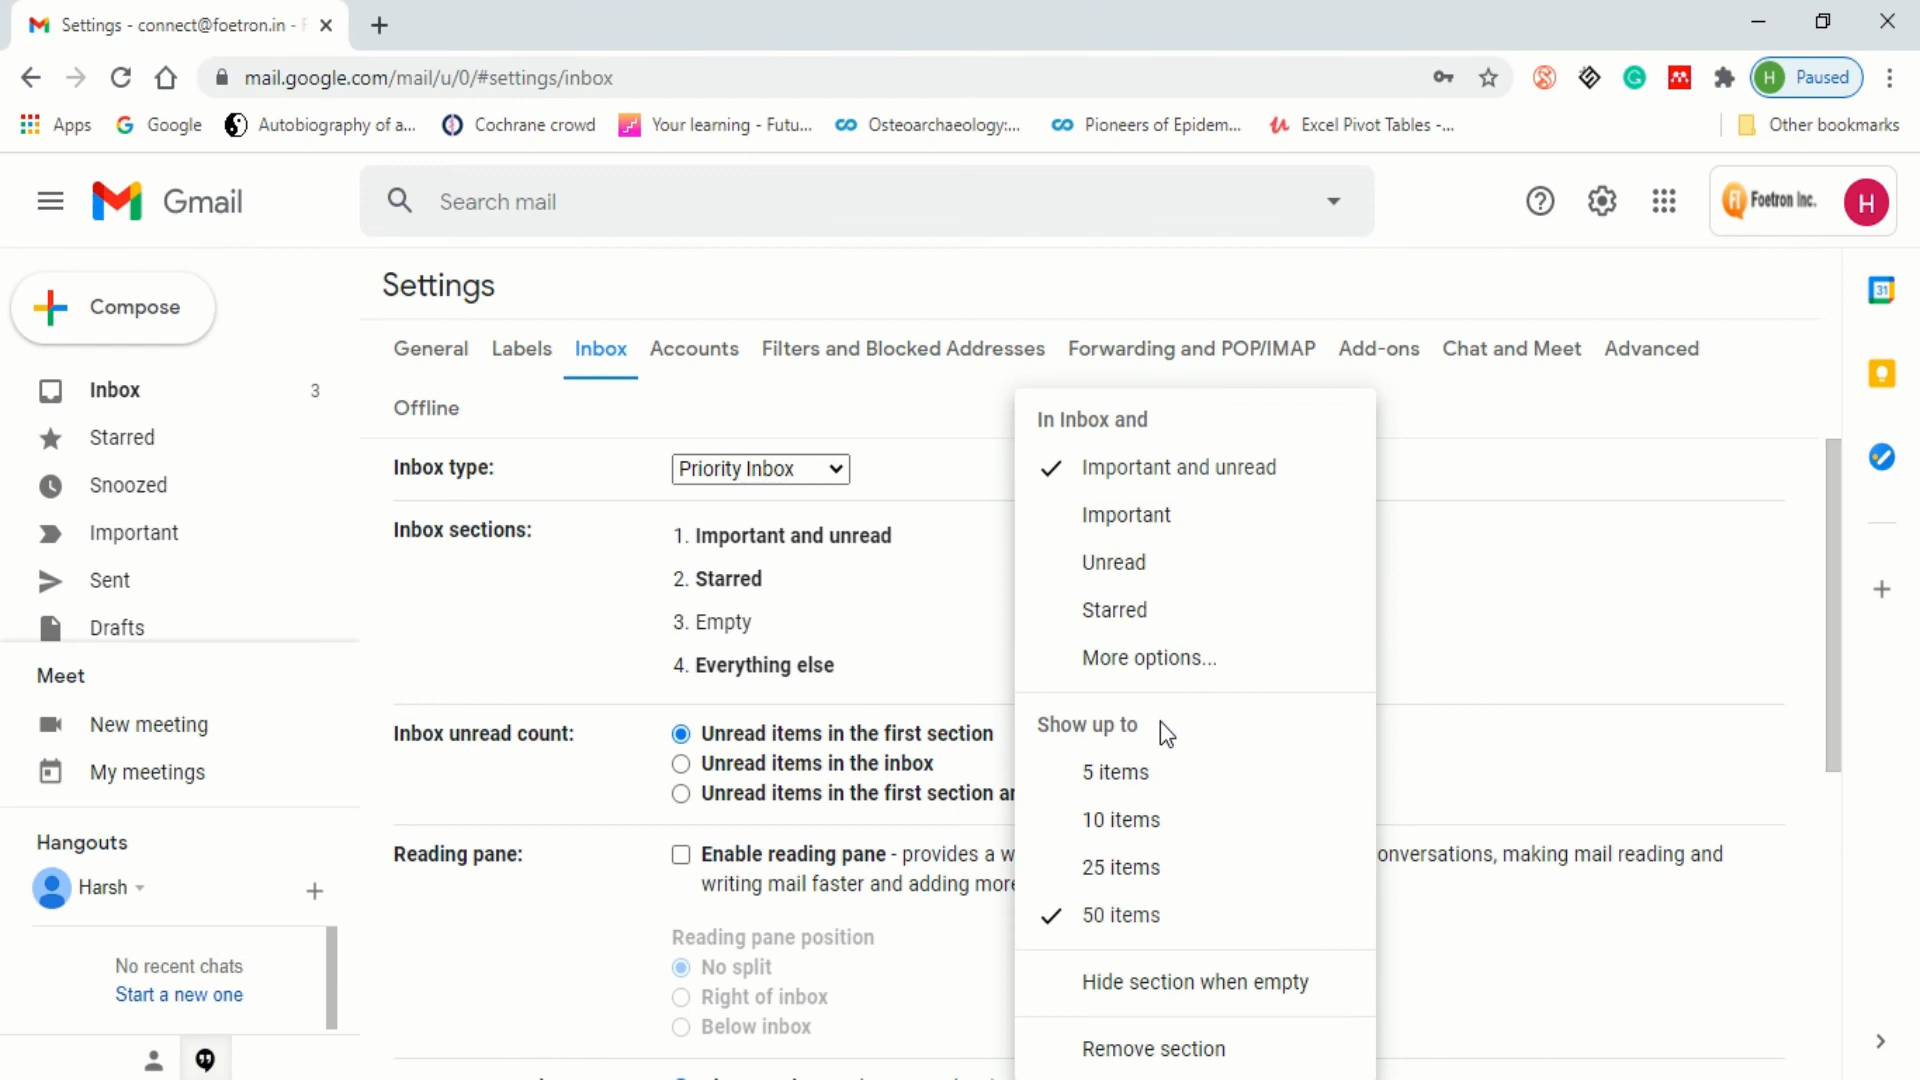 Settings - connect@foetron.in -
mail.google.com/mail/u/0/#settings/inbox
H Paused
Apps Google Autobiography of a... Cochrane crowd Your learning - Futu... Osteoarchaeology:... Pioneers of Epidem... Excel Pivot Tables -... Other bookmarks
Gmail
Search mail
Foetron Inc.
H
Compose
Inbox 3
Starred
Snoozed
Important
Sent
Drafts
Meet
New meeting
My meetings
Hangouts
Harsh
No recent chats
Start a new one
Settings
General Labels Inbox Accounts Filters and Blocked Addresses Forwarding and POP/IMAP Add-ons Chat and Meet Advanced
Offline
Inbox type: Priority Inbox
Inbox sections:
1. Important and unread
2. Starred
3. Empty
4. Everything else
Inbox unread count:
Unread items in the first section
Unread items in the inbox
Unread items in the first section
Reading pane:
Enable reading pane - provides a onversations, making mail reading and
writing mail faster and adding
Reading pane position
No split
Right of inbox
Below inbox
In Inbox and
Important and unread
Important
Unread
Starred
More options...
Show up to
5 items
10 items
25 items
50 items
Hide section when empty
Remove section
31